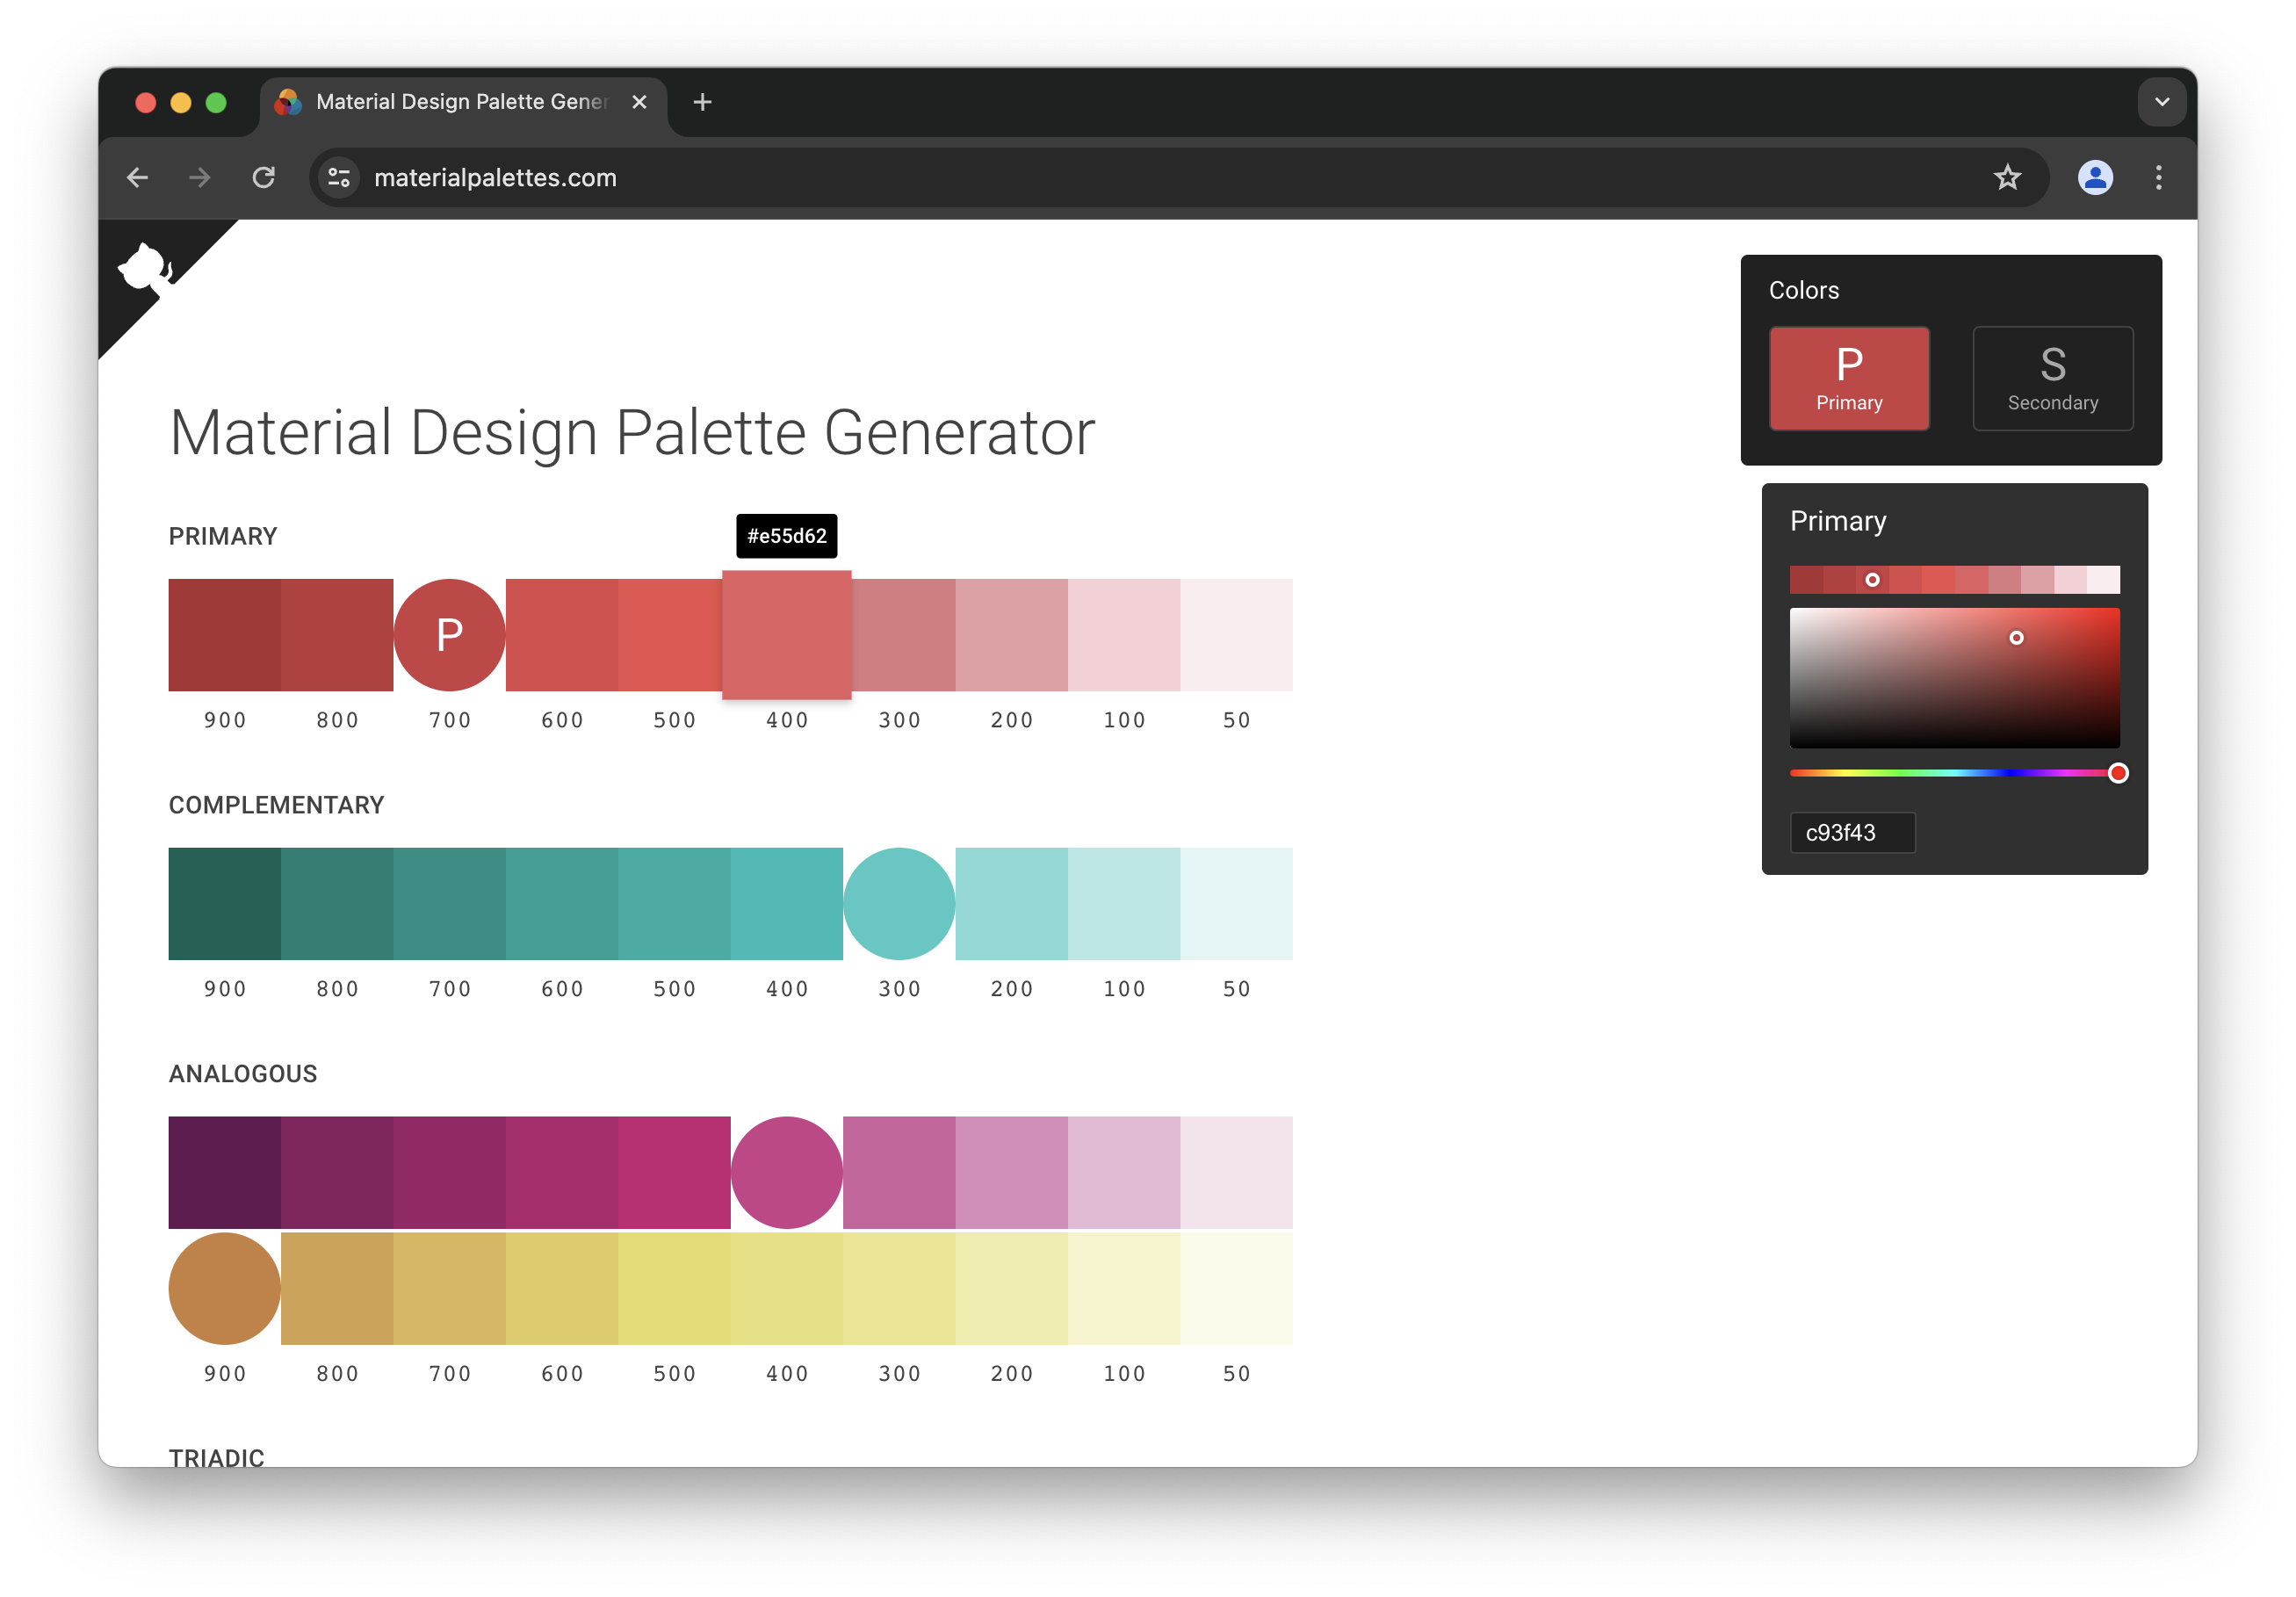 Material Design Palette Gener
materialpalettes.com
Colors
P
Primary
S
Secondary
Material Design Palette Generator
PRIMARY
#e55d62
P
900 800 700 600 500 400 300 200 100 50
Primary
c93f43
COMPLEMENTARY
900 800 700 600 500 400 300 200 100 50
ANALOGOUS
900 800 700 600 500 400 300 200 100 50
TRIADIC